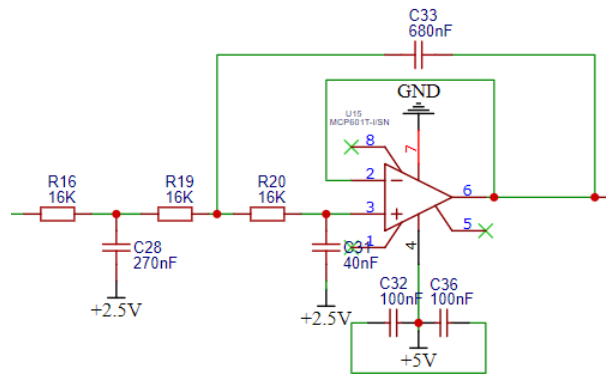 C33
680nF
GND
U15
MCP601T-I/SN
8
7
R16
16K
R19
16K
R20
16K
2
6
3
5
1
4
C28
270nF
C31
40nF
+2.5V
+2.5V
C32
100nF
C36
100nF
+5V